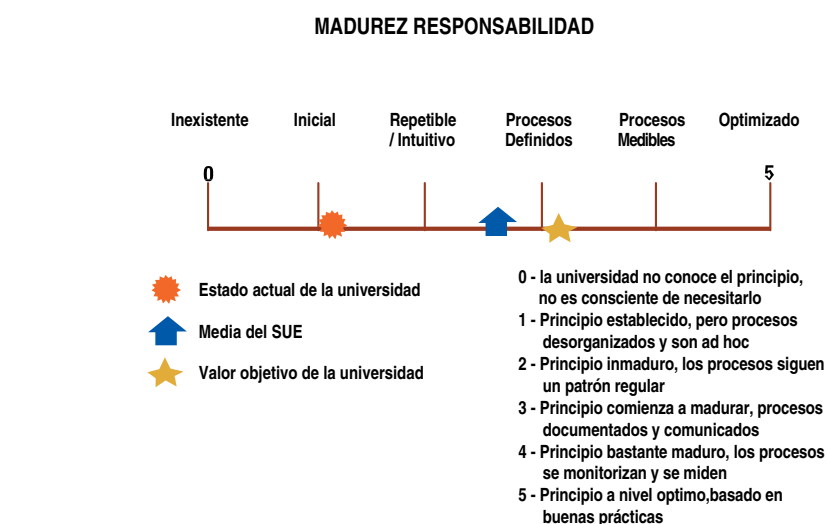 MADUREZ RESPONSABILIDAD
Inexistente Inicial Repetible Procesos Procesos Optimizado
/ Intuitivo Definidos Medibles
0 5
Estado actual de la universidad
Media del SUE
Valor objetivo de la universidad
0 - la universidad no conoce el principio,
no es consciente de necesitarlo
1 - Principio establecido, pero procesos
desorganizados y son ad hoc
2 - Principio inmaduro, los procesos siguen
un patrón regular
3 - Principio comienza a madurar, procesos
documentados y comunicados
4 - Principio bastante maduro, los procesos
se monitorizan y se miden
5 - Principio a nivel optimo,basado en
buenas prácticas